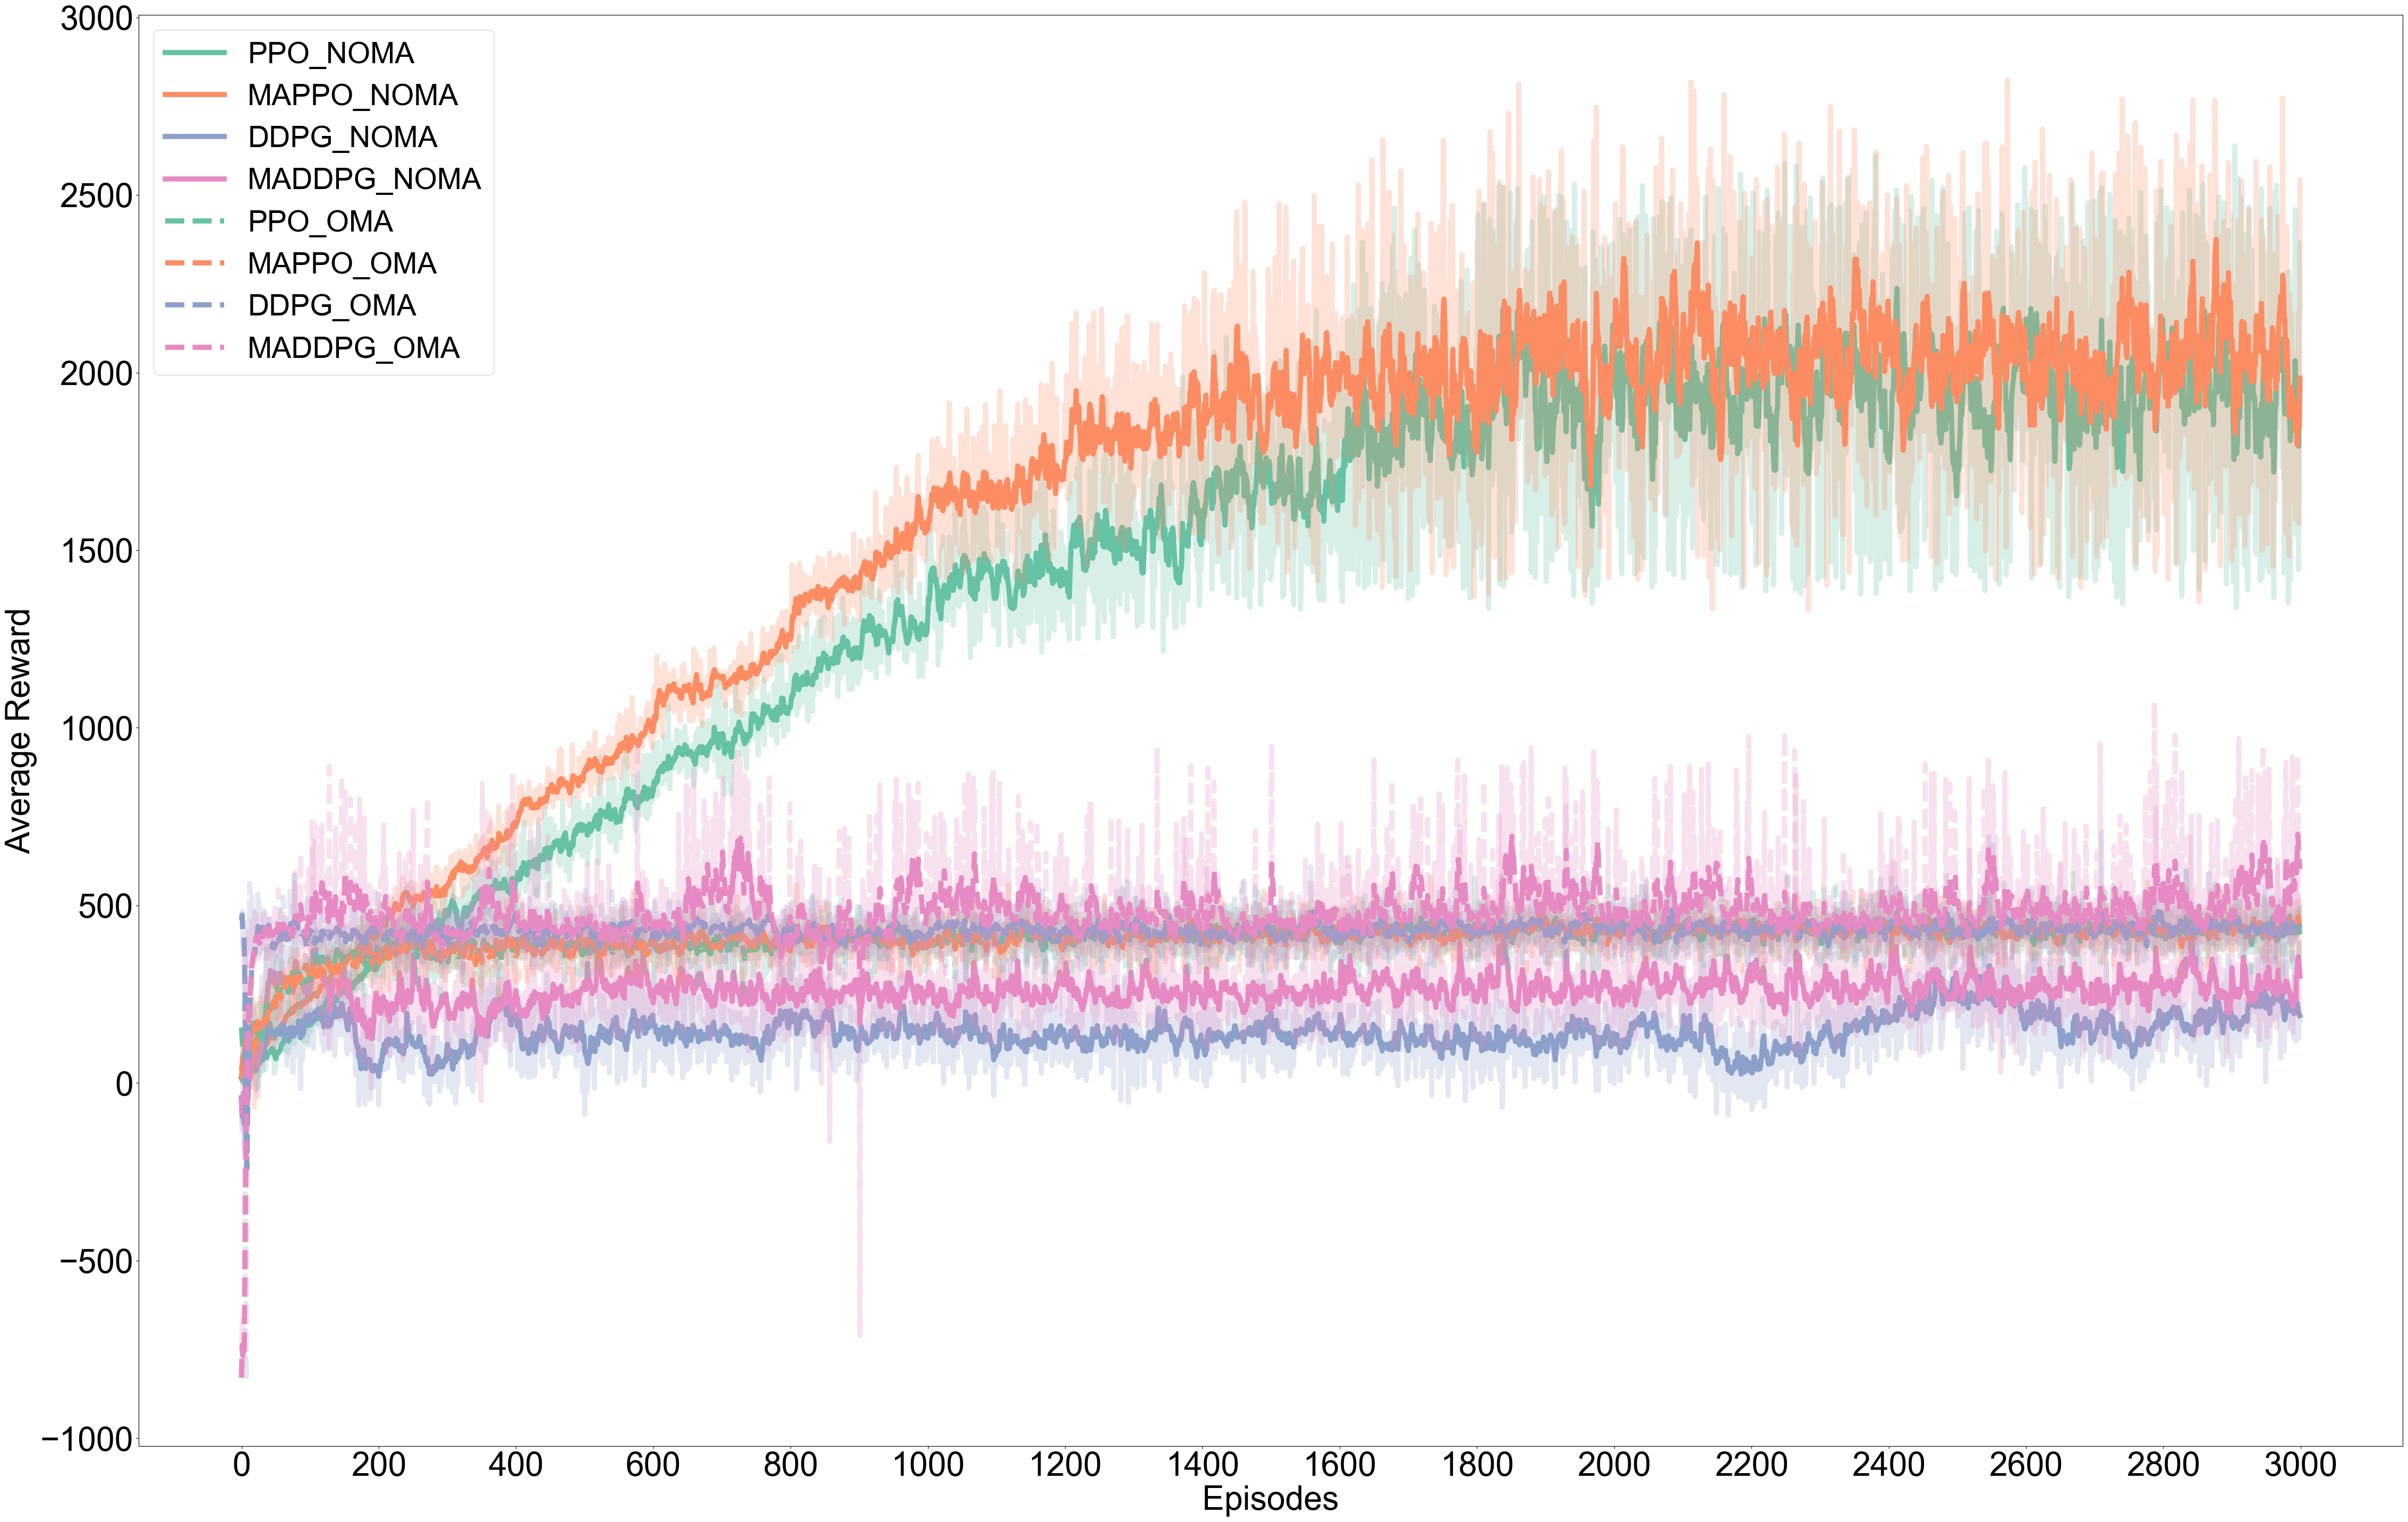 3000
2500
2000
1500
1000
500
0
−500
−1000
Average Reward
PPO_NOMA
MAPPO_NOMA
DDPG_NOMA
MADDPG_NOMA
PPO_OMA
MAPPO_OMA
DDPG_OMA
MADDPG_OMA
0 200 400 600 800 1000 1200 1400 1600 1800 2000 2200 2400 2600 2800 3000
Episodes